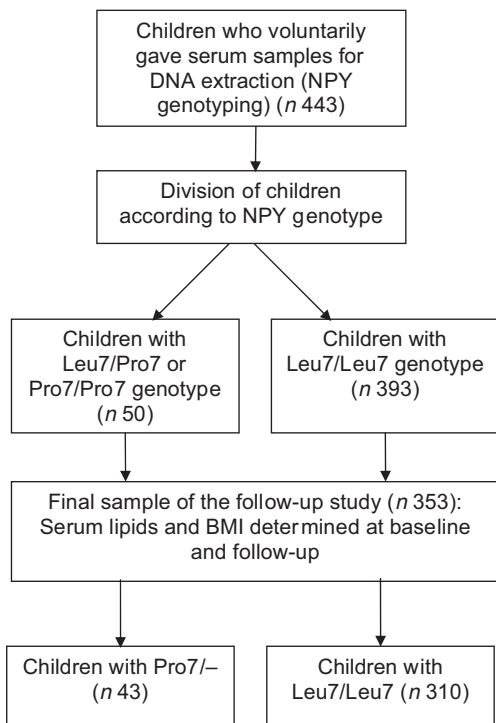 Children who voluntarily
gave serum samples for
DNA extraction (NPY
genotyping) (n 443)
Division of children
according to NPY genotype
Children with
Leu7/Pro7 or
Pro7/Pro7 genotype
(n 50)
Children with
Leu7/Leu7 genotype
(n 393)
Final sample of the follow-up study (n 353):
Serum lipids and BMI determined at baseline
and follow-up
Children with Pro7/–
(n 43)
Children with
Leu7/Leu7 (n 310)